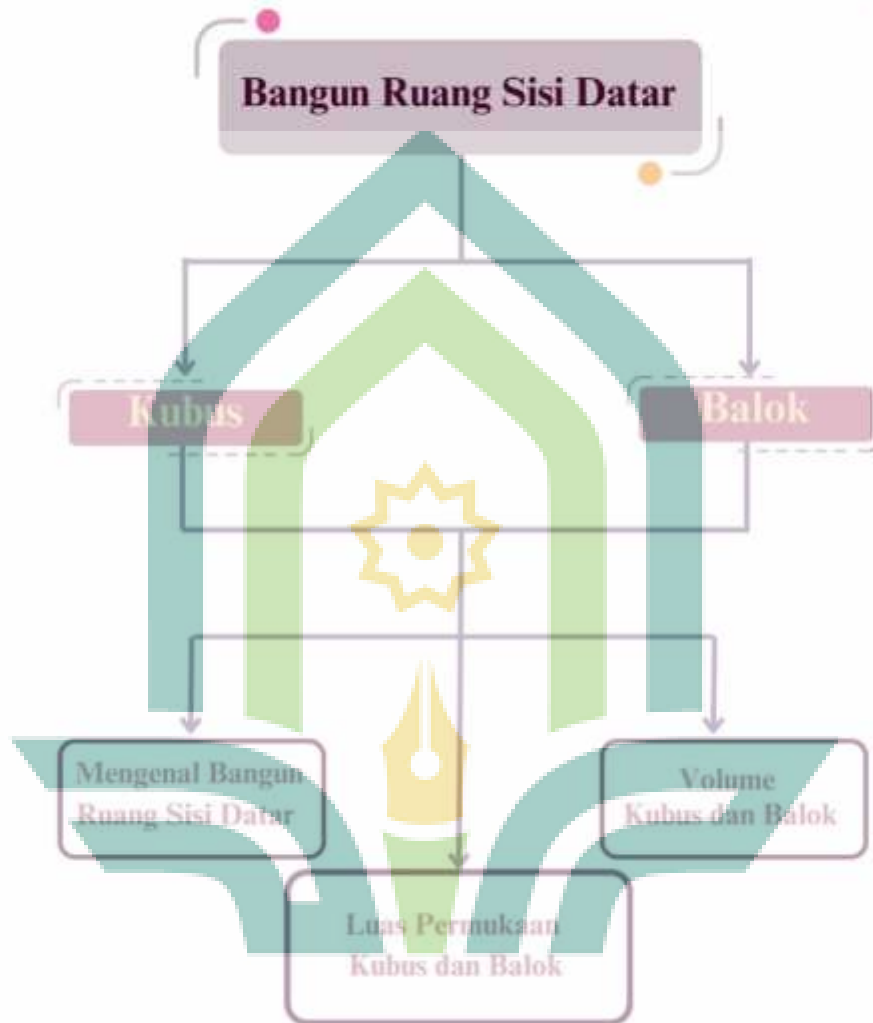 Bangun Ruang Sisi Datar
Kubus
Balok
Mengenal Bangun
Ruang Sisi Datar
Volume
Kubus dan Balok
Luas Permukaan
Kubus dan Balok